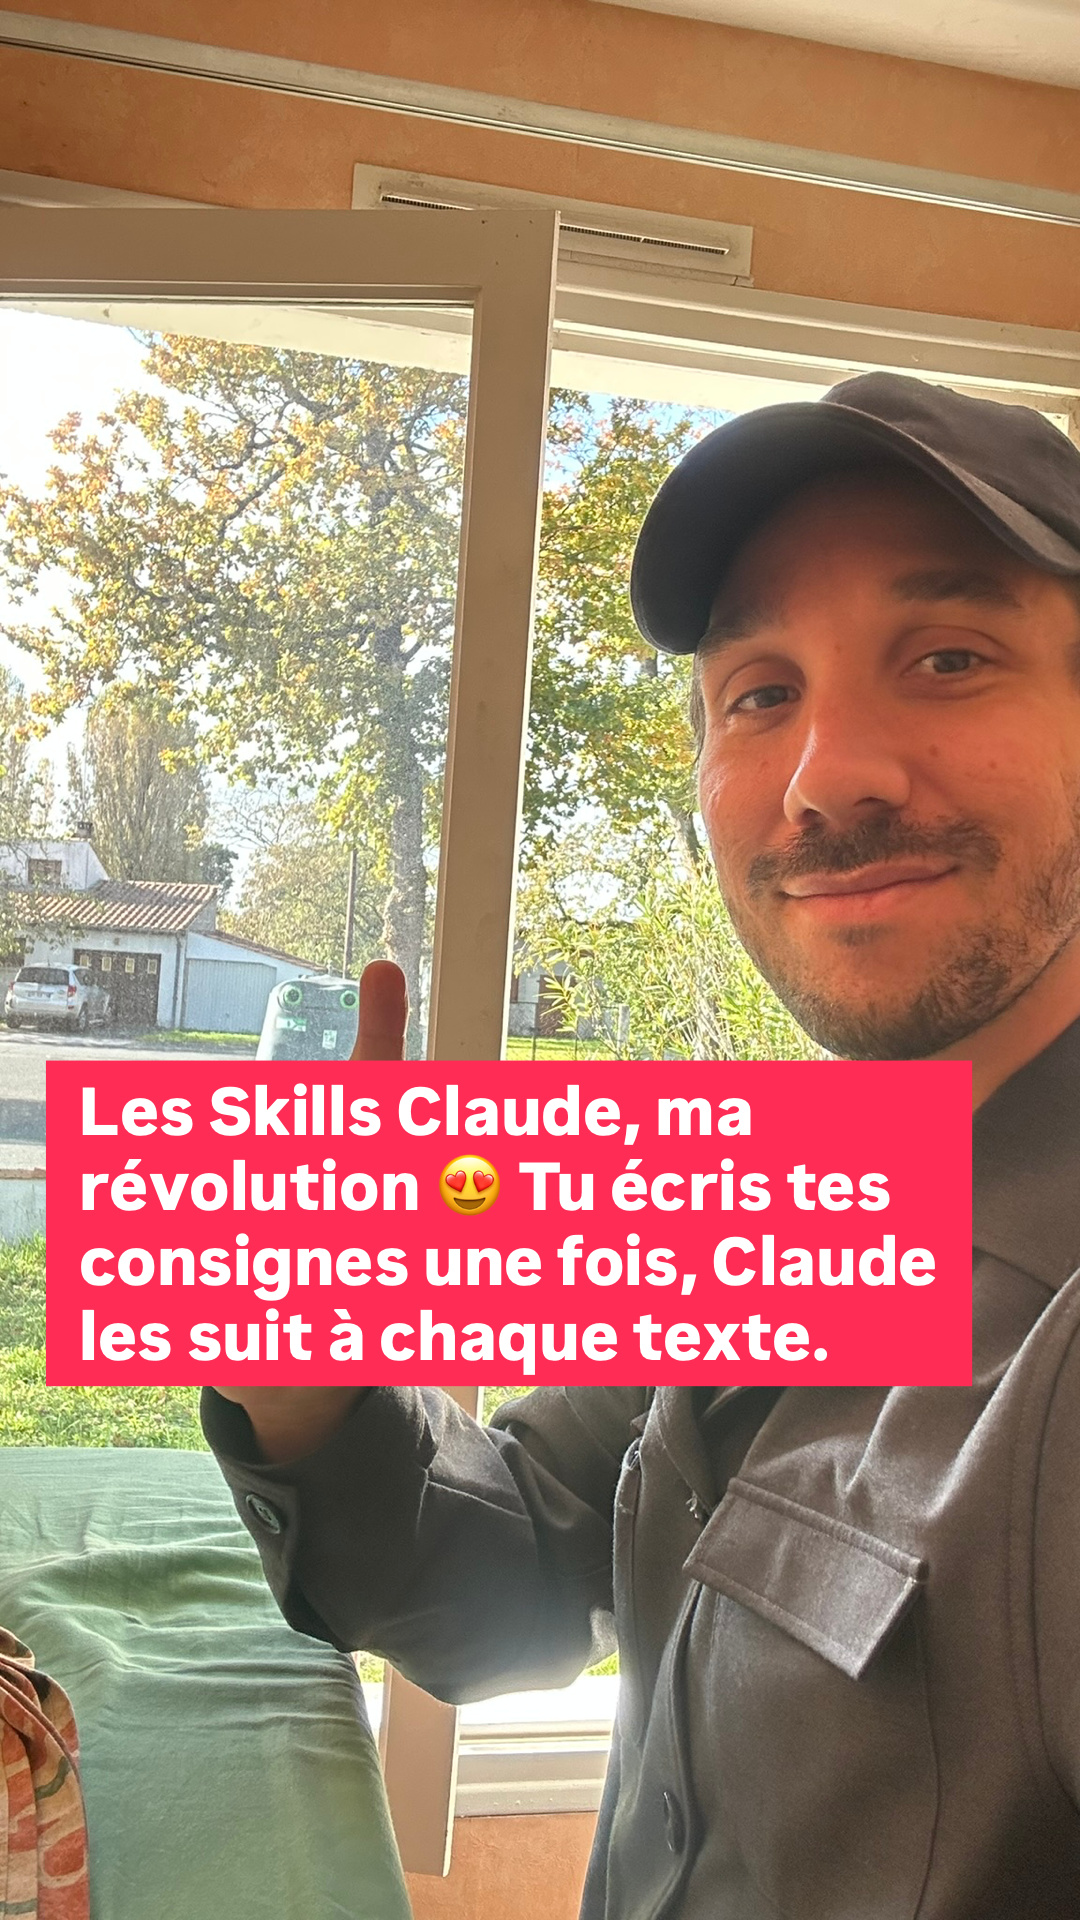 Les Skills Claude, ma
révolution 😍 Tu écris tes
consignes une fois, Claude
les suit à chaque texte.